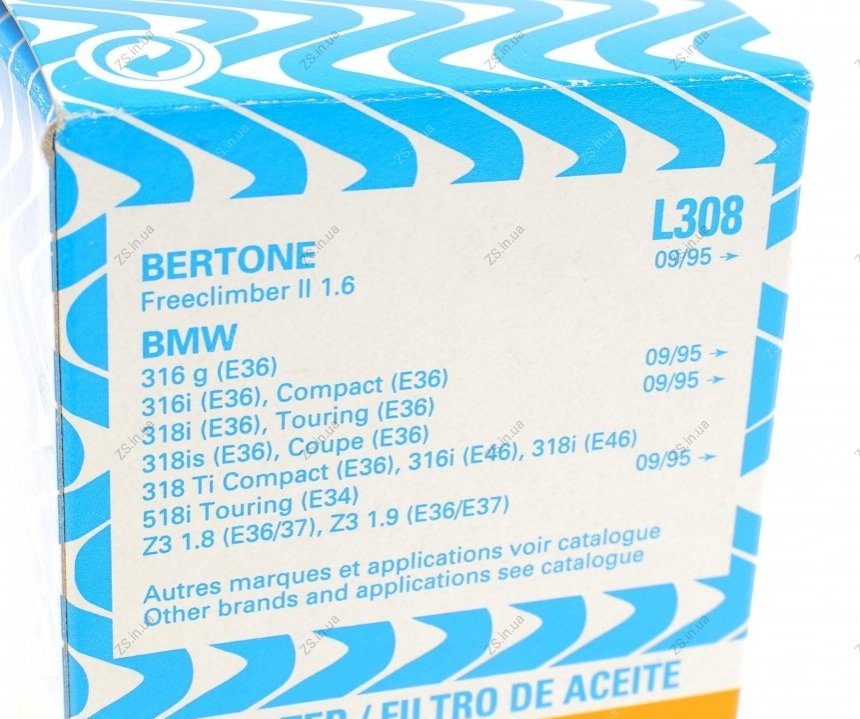 L308
BERTONE
Freeclimber II 1.6 09/95 →
BMW
316 g (E36)
316i (E36), Compact (E36) 09/95 →
318i (E36), Touring (E36) 09/95 →
318is (E36), Coupe (E36)
318 Ti Compact (E36), 316i (E46), 318i (E46)
518i Touring (E34) 09/95 →
Z3 1.8 (E36/37), Z3 1.9 (E36/E37)
Autres marques et applications voir catalogue
Other brands and applications see catalogue
/ FILTRO DE ACEITE
ZS.in.ua